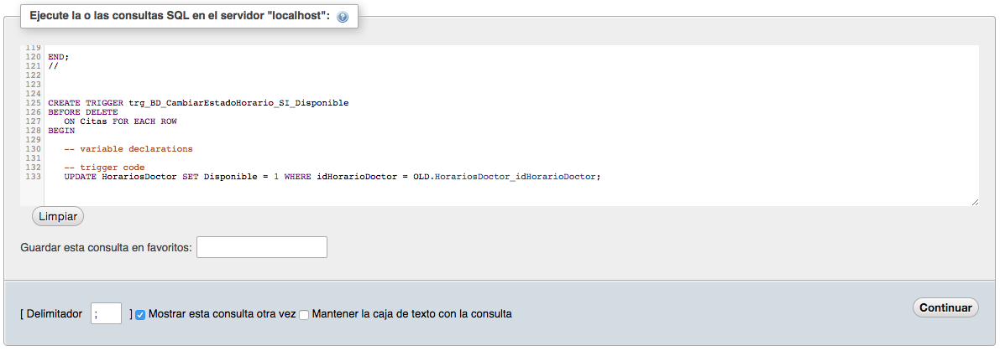 Ejecute la o las consultas SQL en el servidor "localhost":
119
120 END;
121 //
122
123
124
125 CREATE TRIGGER trg_BD_CambiarEstadoHorario_SI_Disponible
126 BEFORE DELETE
127 ON Citas FOR EACH ROW
128 BEGIN
129
130 -- variable declarations
131
132 -- trigger code
133 UPDATE HorariosDoctor SET Disponible = 1 WHERE idHorarioDoctor = OLD.HorariosDoctor_idHorarioDoctor;
Limpiar
Guardar esta consulta en favoritos:
[ Delimitador ; ] Mostrar esta consulta otra vez Mantener la caja de texto con la consulta
Continuar